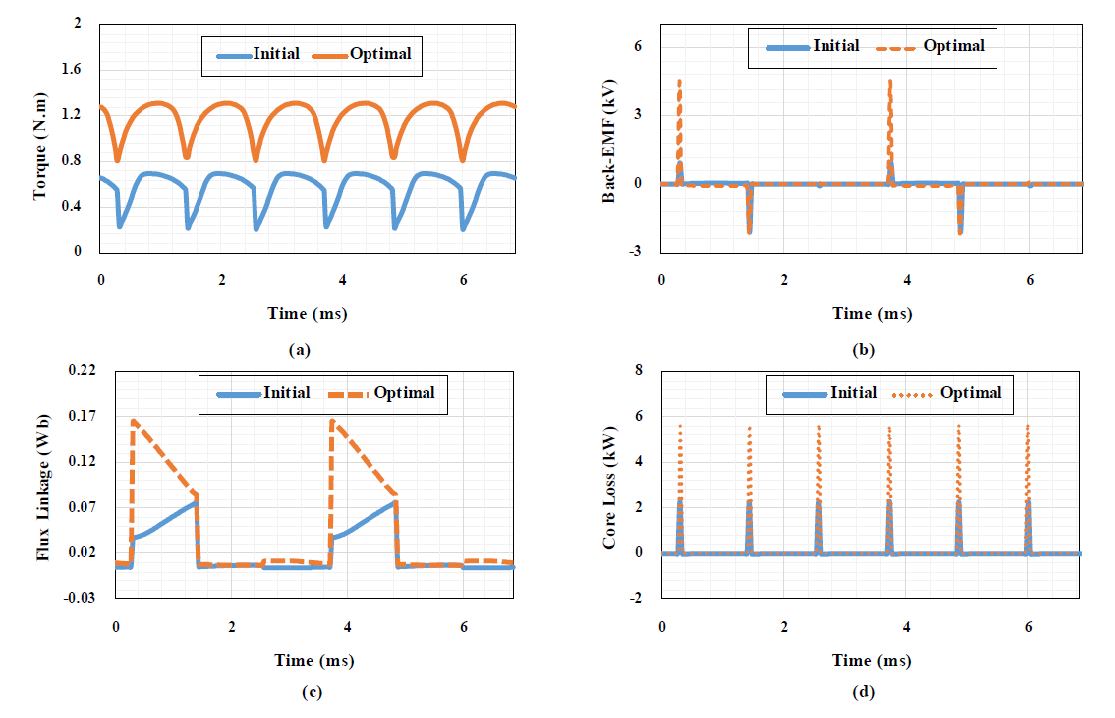 2
1.6
1.2
0.8
0.4
0
Torque (N.m)
Initial Optimal
0 2 4 6
Time (ms)
(a)
6
3
0
-3
Back-EMF (kV)
Initial Optimal
0 2 4 6
Time (ms)
(b)
0.22
0.17
0.12
0.07
0.02
-0.03
Flux Linkage (Wb)
Initial Optimal
0 2 4 6
Time (ms)
(c)
8
6
4
2
0
-2
Core Loss (kW)
Initial Optimal
0 2 4 6
Time (ms)
(d)